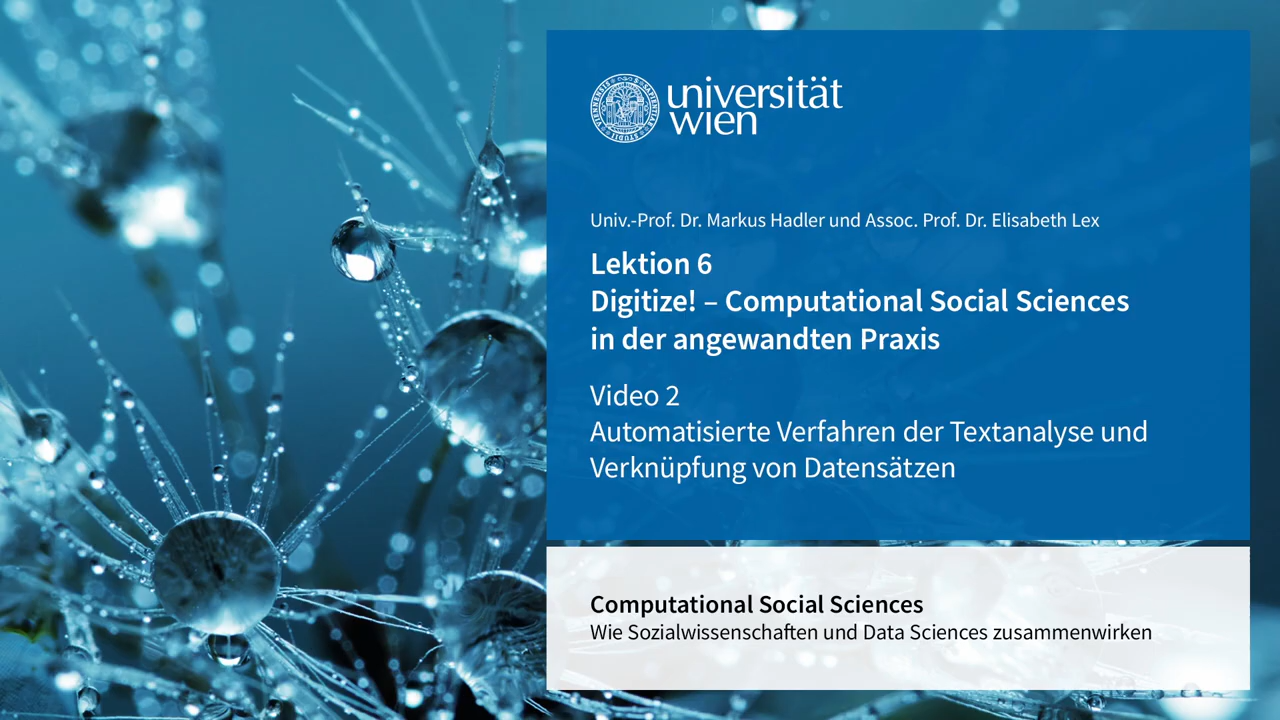 universität
wien
Univ.-Prof. Dr. Markus Hadler und Assoc. Prof. Dr. Elisabeth Lex
Lektion 6
Digitize! – Computational Social Sciences
in der angewandten Praxis
Video 2
Automatisierte Verfahren der Textanalyse und
Verknüpfung von Datensätzen
Computational Social Sciences
Wie Sozialwissenschaften und Data Sciences zusammenwirken